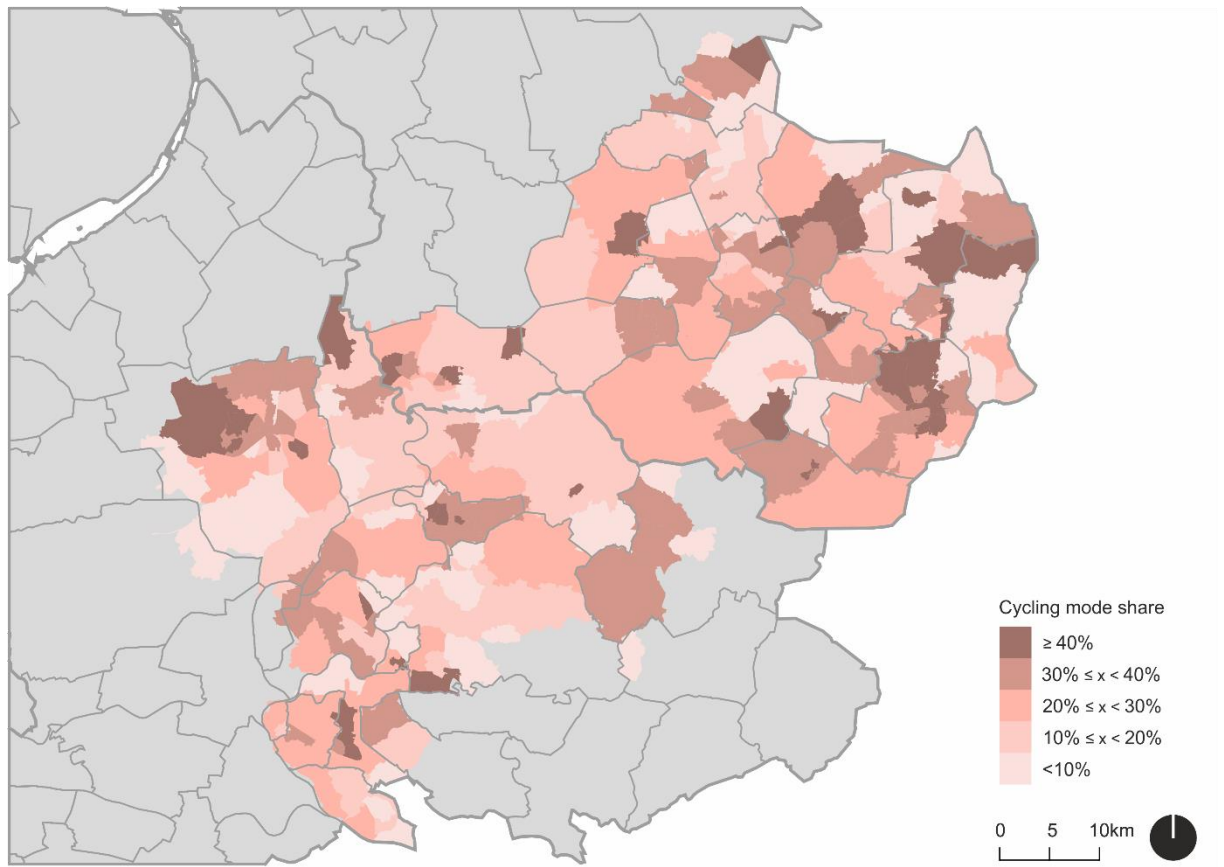 Cycling mode share
≥ 40%
30% ≤ x < 40%
20% ≤ x < 30%
10% ≤ x < 20%
<10%
0 5 10km